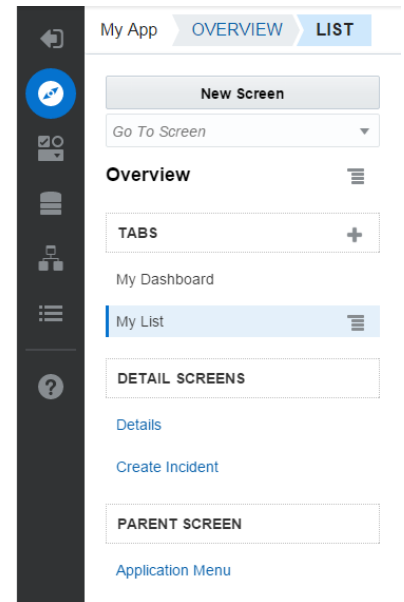 My App OVERVIEW LIST
New Screen
Go To Screen
Overview
TABS
My Dashboard
My List
DETAIL SCREENS
Details
Create Incident
PARENT SCREEN
Application Menu